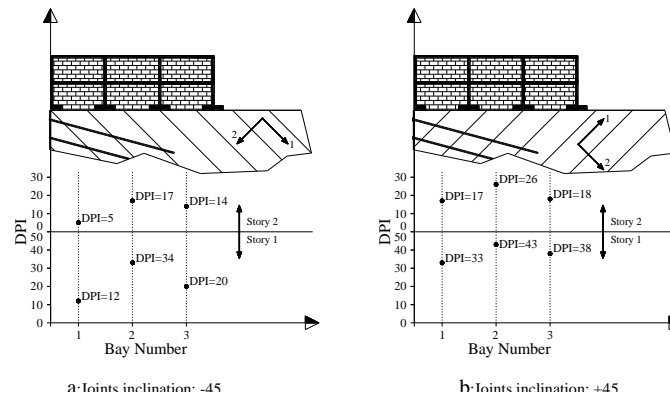 2
1
1
2
30
20
10
0
50
40
30
20
10
0
DPI
DPI=5
DPI=17
DPI=14
Story 2
Story 1
DPI=34
DPI=12
DPI=20
1
2
3
Bay Number
a:Joints inclination: -45
30
20
10
0
50
40
30
20
10
0
DPI
DPI=17
DPI=26
DPI=18
Story 2
Story 1
DPI=33
DPI=43
DPI=38
1
2
3
Bay Number
b:Joints inclination: +45